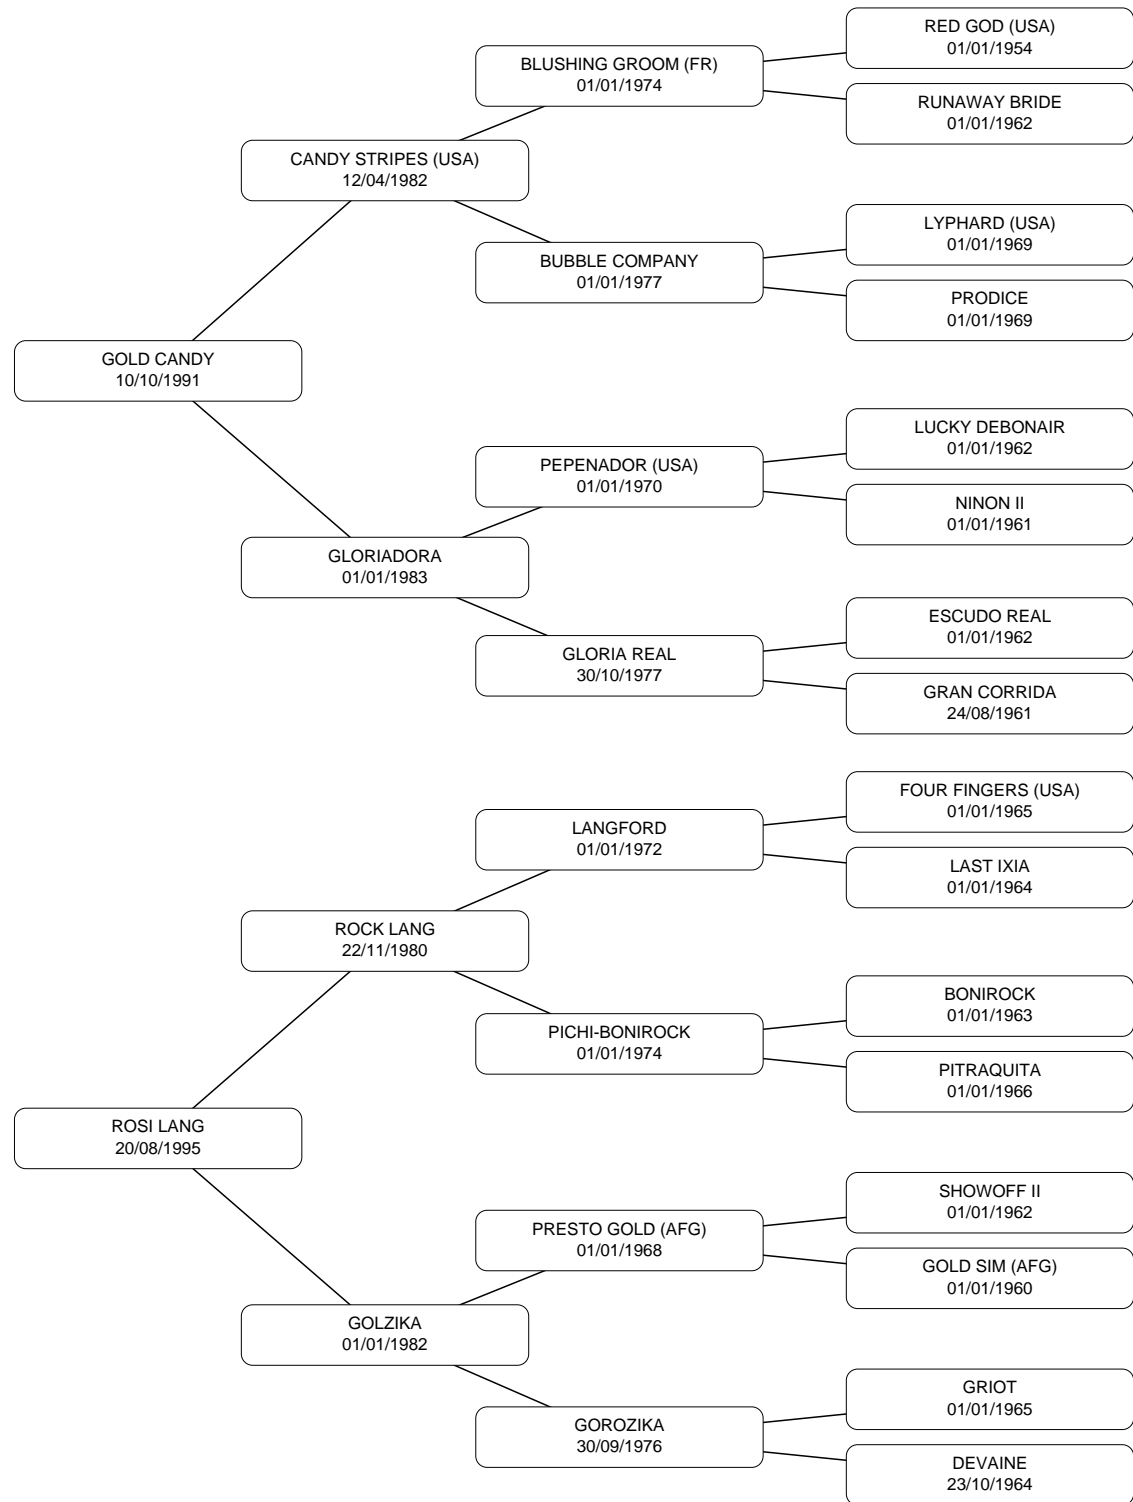 RED GOD (USA)
01/01/1954
BLUSHING GROOM (FR)
01/01/1974
RUNAWAY BRIDE
01/01/1962
CANDY STRIPES (USA)
12/04/1982
LYPHARD (USA)
01/01/1969
BUBBLE COMPANY
01/01/1977
PRODICE
01/01/1969
GOLD CANDY
10/10/1991
LUCKY DEBONAIR
01/01/1962
PEPENADOR (USA)
01/01/1970
NINON II
01/01/1961
GLORIADORA
01/01/1983
ESCUDO REAL
01/01/1962
GLORIA REAL
30/10/1977
GRAN CORRIDA
24/08/1961
FOUR FINGERS (USA)
01/01/1965
LANGFORD
01/01/1972
LAST IXIA
01/01/1964
ROCK LANG
22/11/1980
BONIROCK
01/01/1963
PICHI-BONIROCK
01/01/1974
PITRAQUITA
01/01/1966
ROSI LANG
20/08/1995
SHOWOFF II
01/01/1962
PRESTO GOLD (AFG)
01/01/1968
GOLD SIM (AFG)
01/01/1960
GOLZIKA
01/01/1982
GRIOT
01/01/1965
GOROZIKA
30/09/1976
DEVAINE
23/10/1964